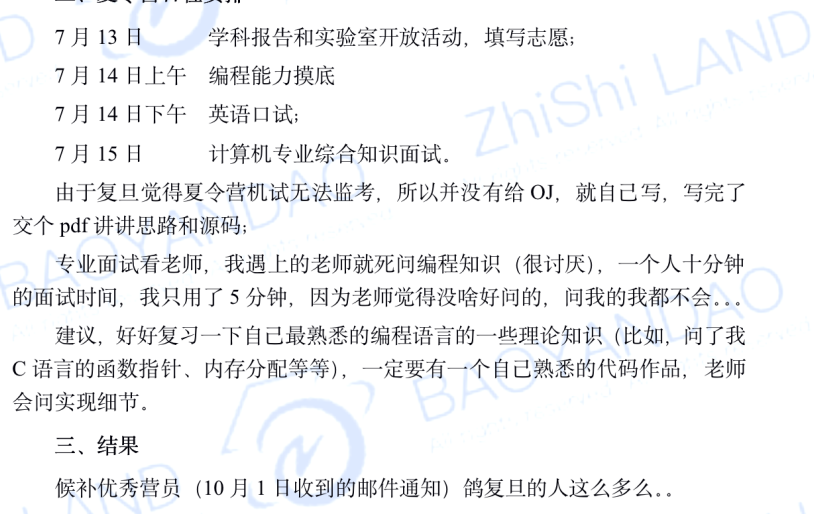 7 月 13 日 学科报告和实验室开放活动，填写志愿；
7 月 14 日上午 编程能力摸底
7 月 14 日下午 英语口试；
7 月 15 日 计算机专业综合知识面试。
由于复旦觉得夏令营机试无法监考，所以并没有给 OJ，就自己写，写完了
交个 pdf 讲讲思路和源码；
专业面试看老师，我遇上的老师就死问编程知识（很讨厌），一个人十分钟
的面试时间，我只用了 5 分钟，因为老师觉得没啥好问的，问我的我都不会。。。
建议，好好复习一下自己最熟悉的编程语言的一些理论知识（比如，问了我
C 语言的函数指针、内存分配等等），一定要有一个自己熟悉的代码作品，老师
会问实现细节。
三、结果
候补优秀营员（10 月 1 日收到的邮件通知）鸽复旦的人这么多么。。
ZhiShi LAND
BAOYANDAO
BAOYANDAO
LAND